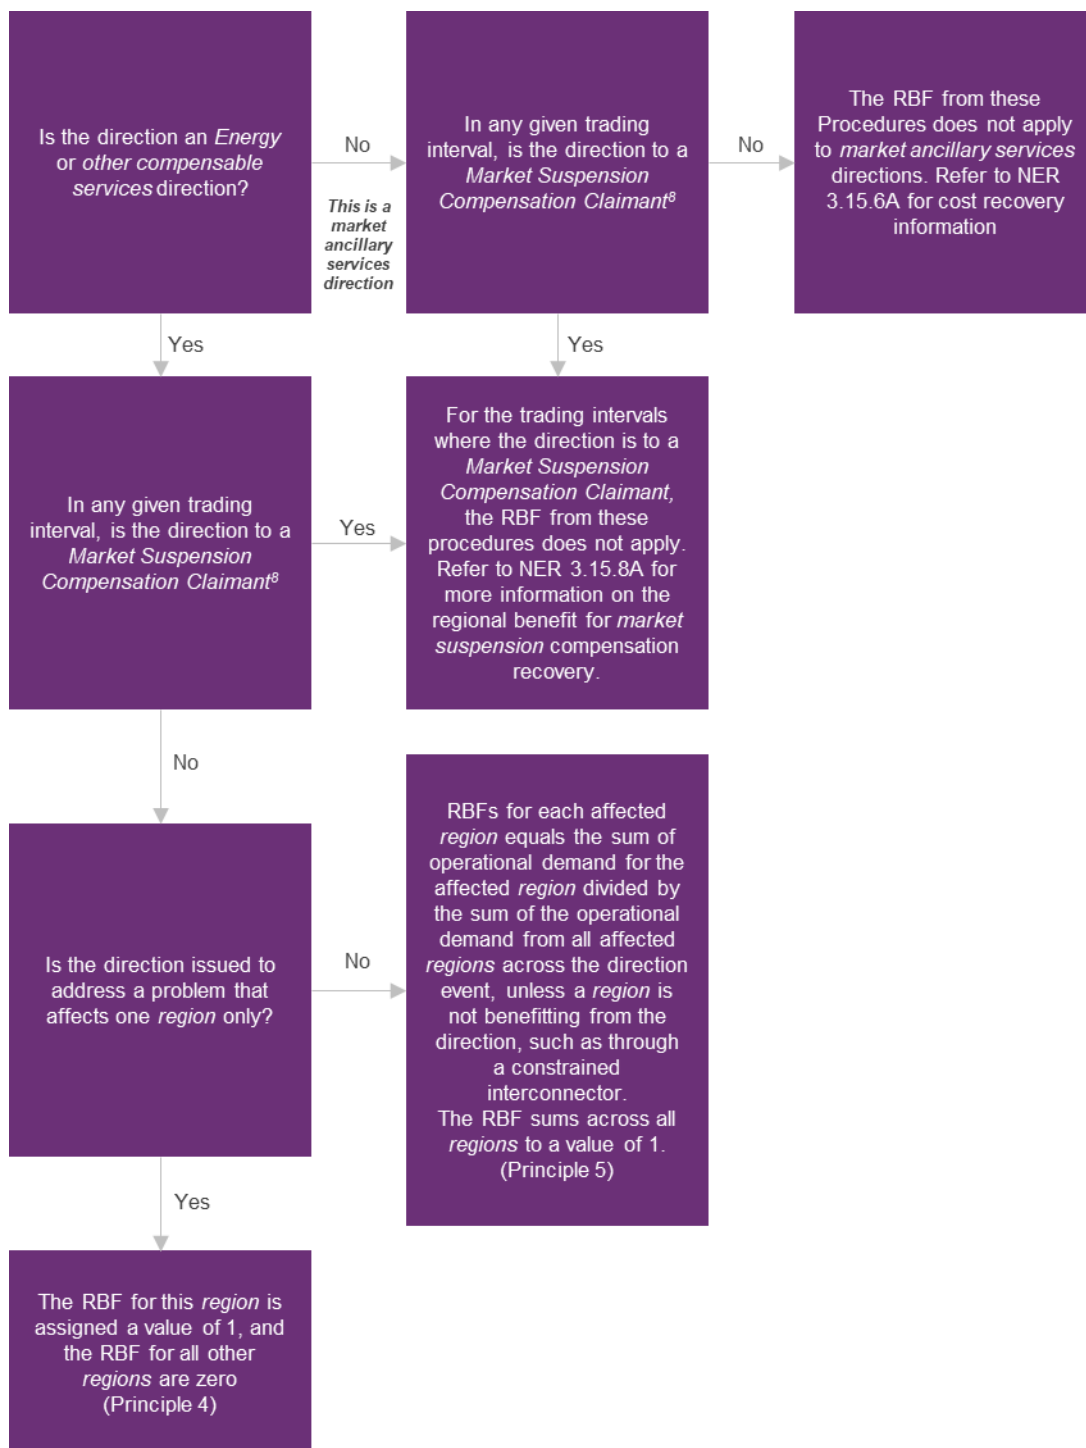 Is the direction an Energy
or other compensable
services direction?
No
This is a
market
ancillary
services
direction
In any given trading
interval, is the direction to a
Market Suspension
Compensation Claimant⁸
No
The RBF from these
Procedures does not apply
to market ancillary services
directions. Refer to NER
3.15.6A for cost recovery
information
Yes
Yes
In any given trading
interval, is the direction to a
Market Suspension
Compensation Claimant⁸
Yes
For the trading intervals
where the direction is to a
Market Suspension
Compensation Claimant,
the RBF from these
procedures does not apply.
Refer to NER 3.15.8A for
more information on the
regional benefit for market
suspension compensation
recovery.
No
Is the direction issued to
address a problem that
affects one region only?
No
RBFs for each affected
region equals the sum of
operational demand for the
affected region divided by
the sum of the operational
demand from all affected
regions across the direction
event, unless a region is
not benefitting from the
direction, such as through
a constrained
interconnector.
The RBF sums across all
regions to a value of 1.
(Principle 5)
Yes
The RBF for this region is
assigned a value of 1, and
the RBF for all other
regions are zero
(Principle 4)